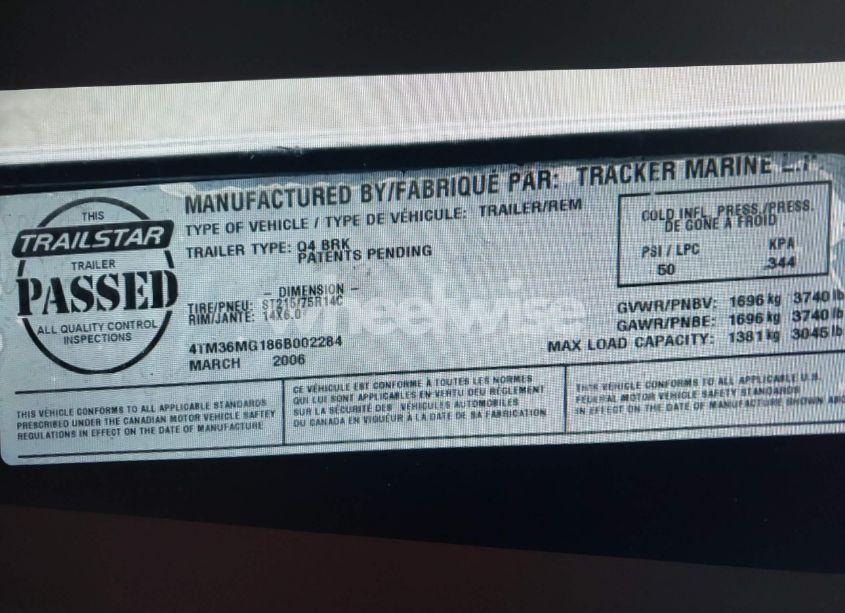 MANUFACTURED BY/FABRIQUÉ PAR: TRACKER MARINE L.P.
TYPE OF VEHICLE / TYPE DE VÉHICULE: TRAILER/REM
TRAILER TYPE: Q4 BRK
PATENTS PENDING
THIS
TRAILSTAR
TRAILER
PASSED
ALL QUALITY CONTROL
INSPECTIONS
COLD INFL. PRESS./PRESS.
DE GONE À FROID
PSI / LPC KPA
50 344
- DIMENSION -
TIRE/PNEU: ST215/75R14C
RIM/JANTE: 14X6.0
GVWR/PNBV: 1696 kg 3740 lb
GAWR/PNBE: 1696 kg 3740 lb
MAX LOAD CAPACITY: 1381 kg 3045 lb
4TM36MG186B002284
MARCH 2006
wheelwise
THIS VEHICLE CONFORMS TO ALL APPLICABLE STANDARDS
PRESCRIBED UNDER THE CANADIAN MOTOR VEHICLE SAFTEY
REGULATIONS IN EFFECT ON THE DATE OF MANUFACTURE
CE VÉHICULE EST CONFORME À TOUTES LES NORMES
QUI LUI SONT APPLICABLES EN VERTU DEU RÈGLEMENT
SUR LA SÉCURITÉ DES VÉHICULES AUTOMOBILES
DU CANADA EN VIGUEUR À LA DATE DE SA FABRICATION
THIS VEHICLE CONFORMS TO ALL APPLICABLE U.S.
FEDERAL MOTOR VEHICLE SAFETY STANDARDS
IN EFFECT ON THE DATE OF MANUFACTURE SHOWN ABO